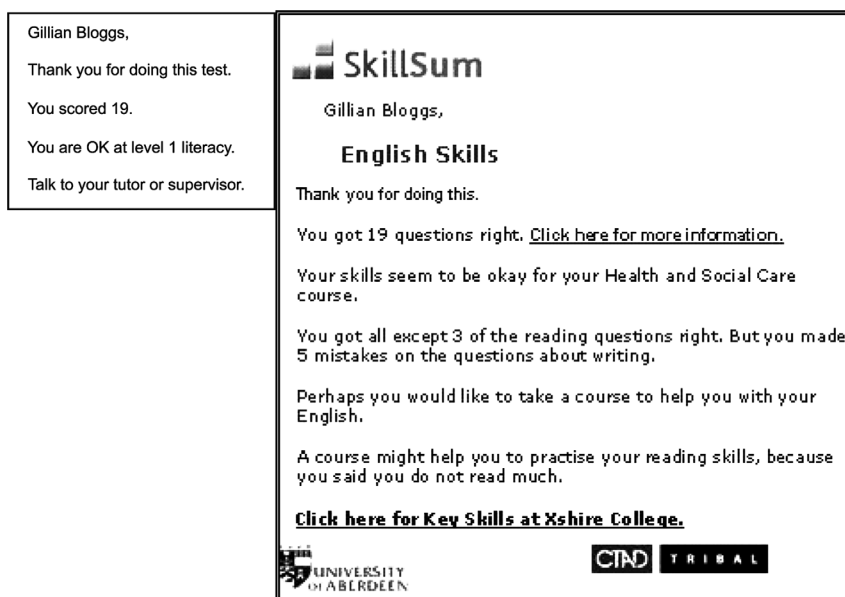 Gillian Bloggs,
Thank you for doing this test.
You scored 19.
You are OK at level 1 literacy.
Talk to your tutor or supervisor.
SkillSum
Gillian Bloggs,
English Skills
Thank you for doing this.
You got 19 questions right. Click here for more information.
Your skills seem to be okay for your Health and Social Care
course.
You got all except 3 of the reading questions right. But you made
5 mistakes on the questions about writing.
Perhaps you would like to take a course to help you with your
English.
A course might help you to practise your reading skills, because
you said you do not read much.
Click here for Key Skills at Xshire College.
UNIVERSITY
OF ABERDEEN
CTAD TRIBAL